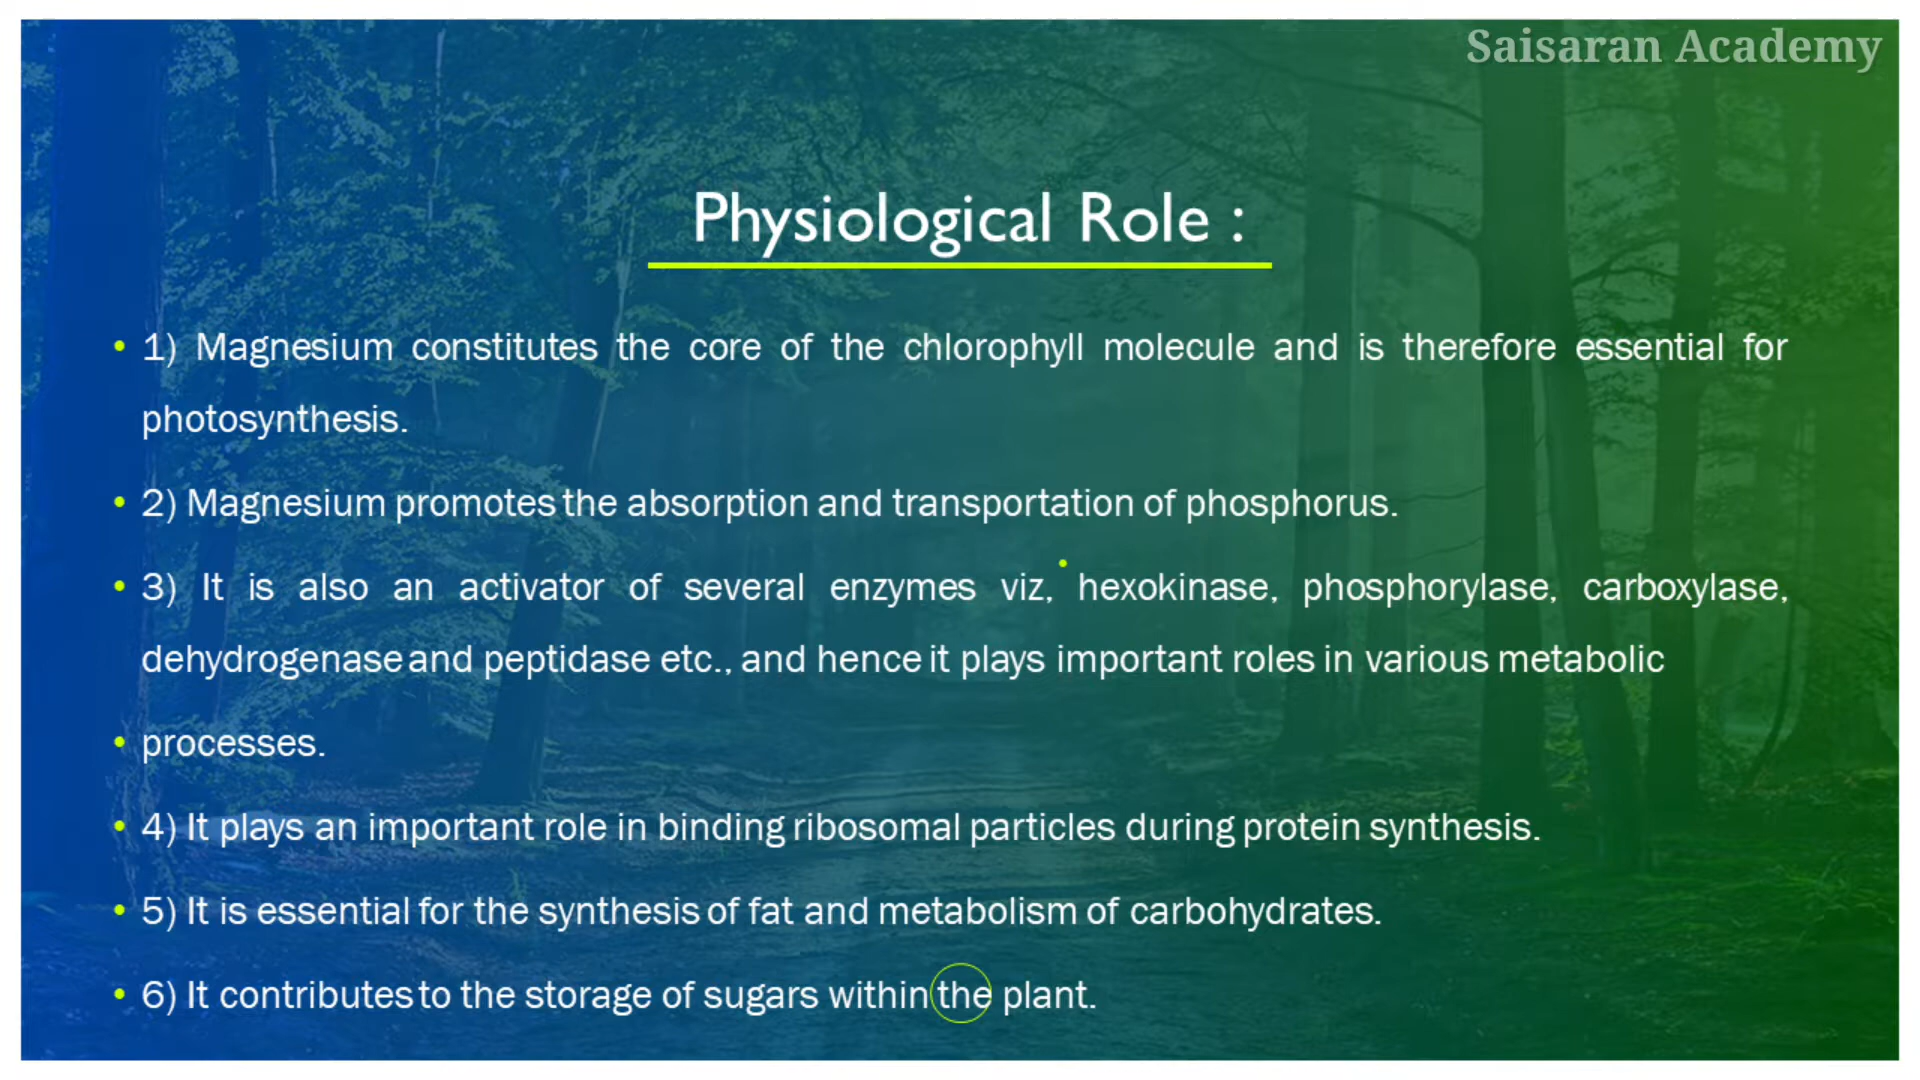 Saisaran Academy
Physiological Role :
• 1) Magnesium constitutes the core of the chlorophyll molecule and is therefore essential for
photosynthesis.
• 2) Magnesium promotes the absorption and transportation of phosphorus.
• 3) It is also an activator of several enzymes viz, hexokinase, phosphorylase, carboxylase,
dehydrogenase and peptidase etc., and hence it plays important roles in various metabolic
• processes.
• 4) It plays an important role in binding ribosomal particles during protein synthesis.
• 5) It is essential for the synthesis of fat and metabolism of carbohydrates.
• 6) It contributes to the storage of sugars within the plant.